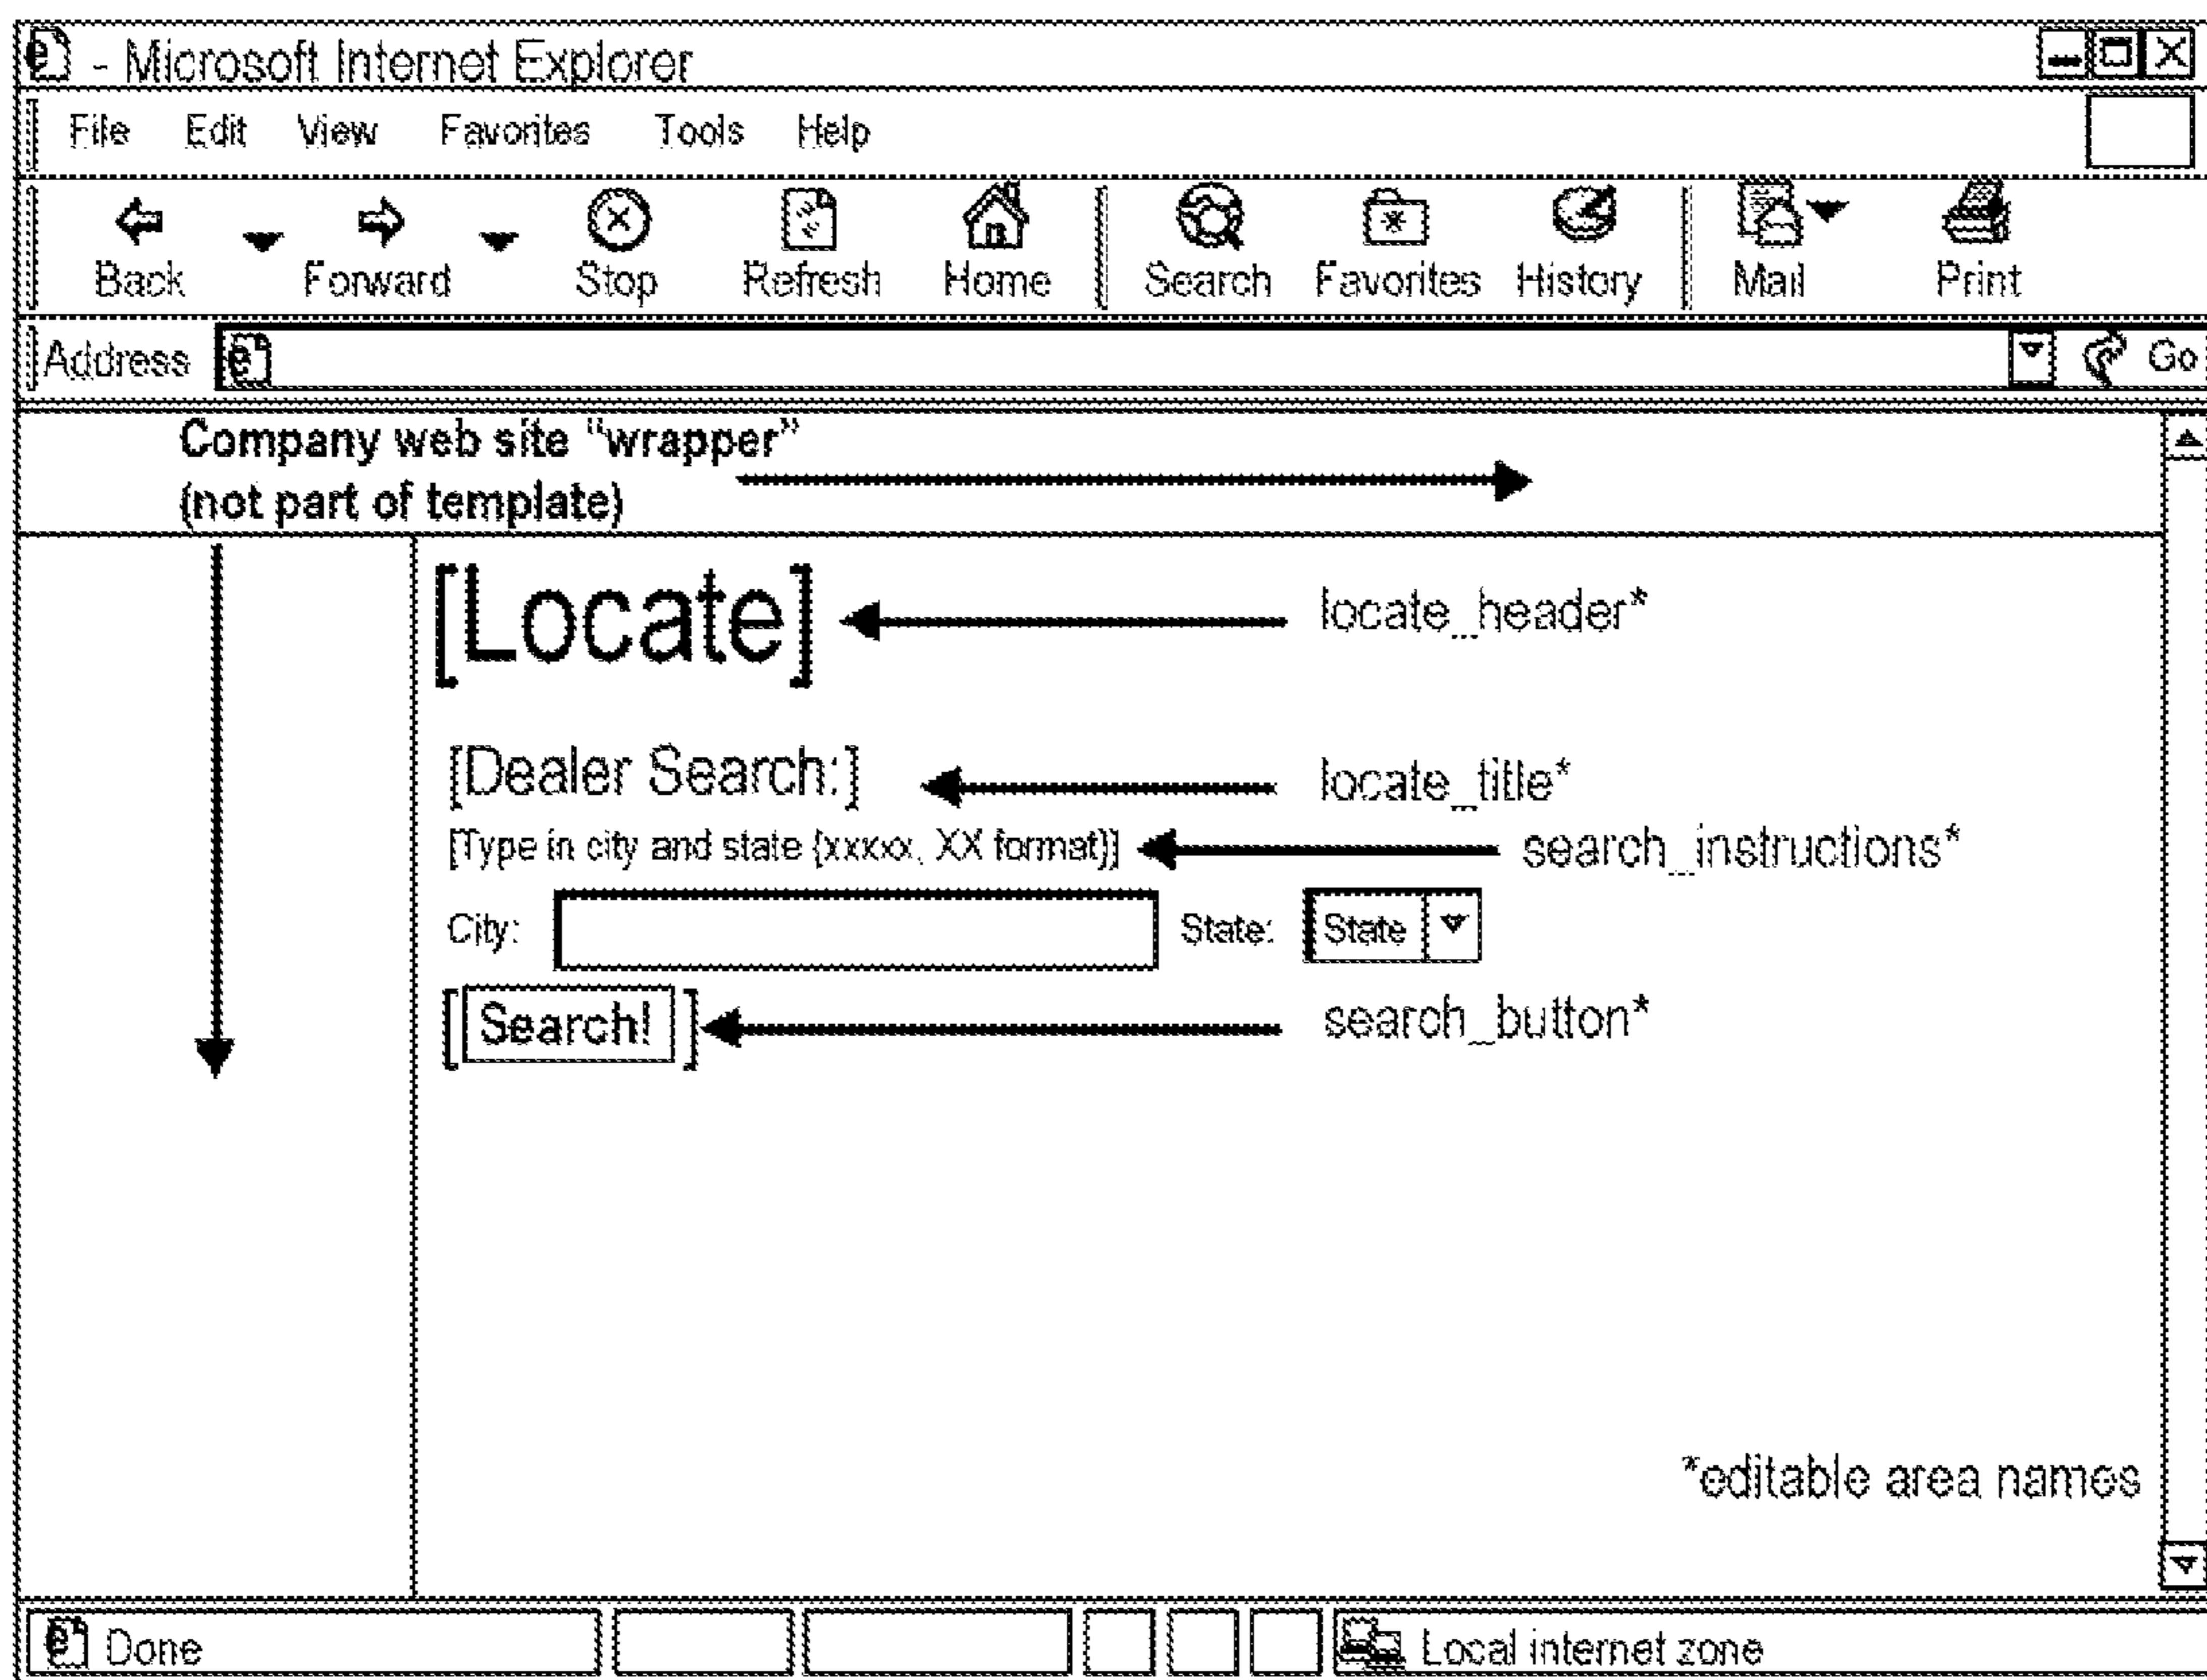 - Microsoft Internet Explorer
File Edit View Favorites Tools Help
Back Forward Stop Refresh Home Search Favorites History Mail Print
Address Go
Company web site "wrapper"
(not part of template)
[Locate] locate_header*
[Dealer Search:] locate_title*
[Type in city and state (xxxxx, XX format)] search_instructions*
City: State: State
[Search!] search_button*
*editable area names
Done Local internet zone